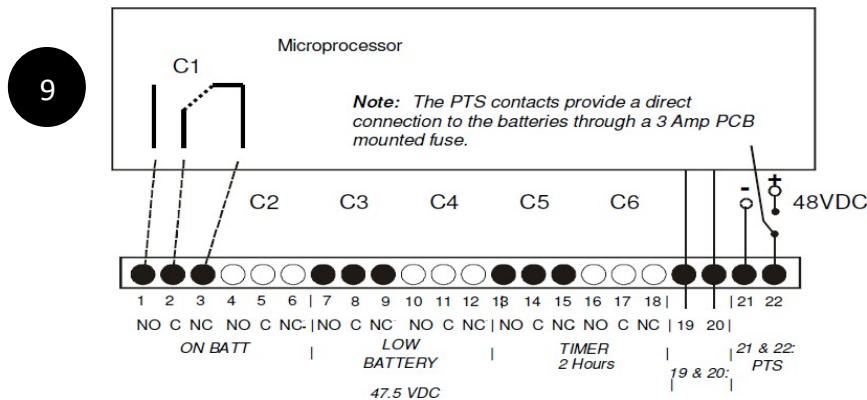 9
Microprocessor
C1
Note: The PTS contacts provide a direct
connection to the batteries through a 3 Amp PCB
mounted fuse.
C2 C3 C4 C5 C6 - + 48VDC
1 2 3 4 5 6 7 8 9 10 11 12 13 14 15 16 17 18 21 22
NO C NC NO C NC NO C NC NO C NC NO C NC NO C NC 19 20
ON BATT
LOW
BATTERY
47.5 VDC
TIMER
2 Hours
19 & 20:
21 & 22:
PTS